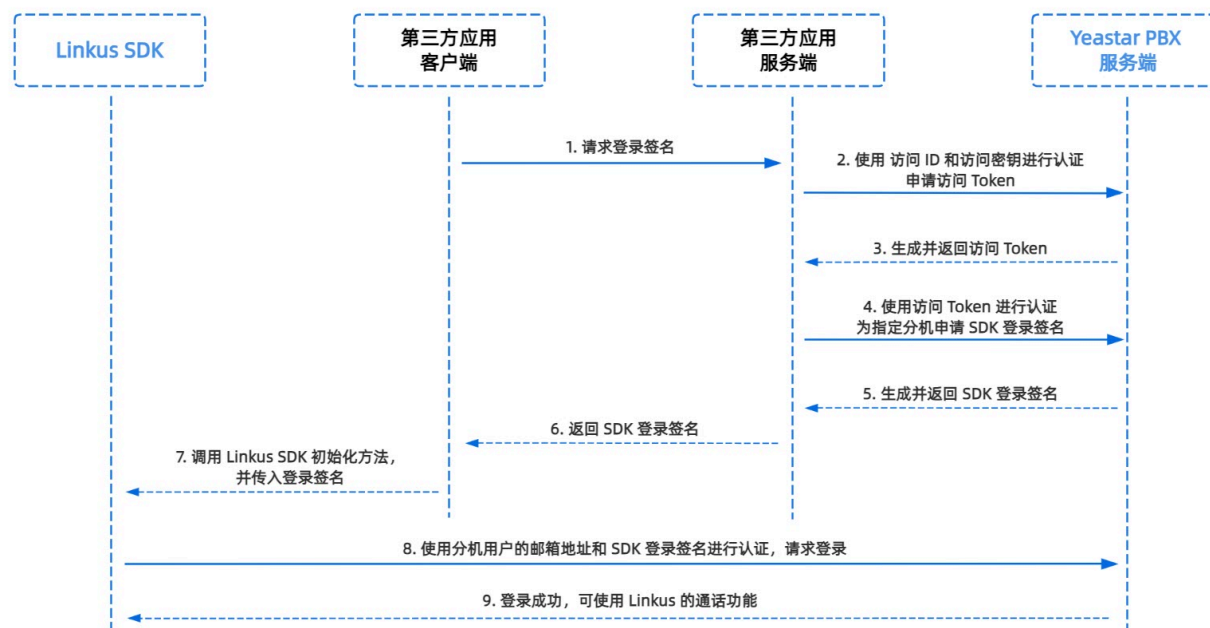 Linkus SDK
第三方应用
客户端
第三方应用
服务端
Yeastar PBX
服务端
1. 请求登录签名
2. 使用 访问 ID 和访问密钥进行认证
申请访问 Token
3. 生成并返回访问 Token
4. 使用访问 Token 进行认证
为指定分机申请 SDK 登录签名
5. 生成并返回 SDK 登录签名
6. 返回 SDK 登录签名
7. 调用 Linkus SDK 初始化方法，
并传入登录签名
8. 使用分机用户的邮箱地址和 SDK 登录签名进行认证，请求登录
9. 登录成功，可使用 Linkus 的通话功能